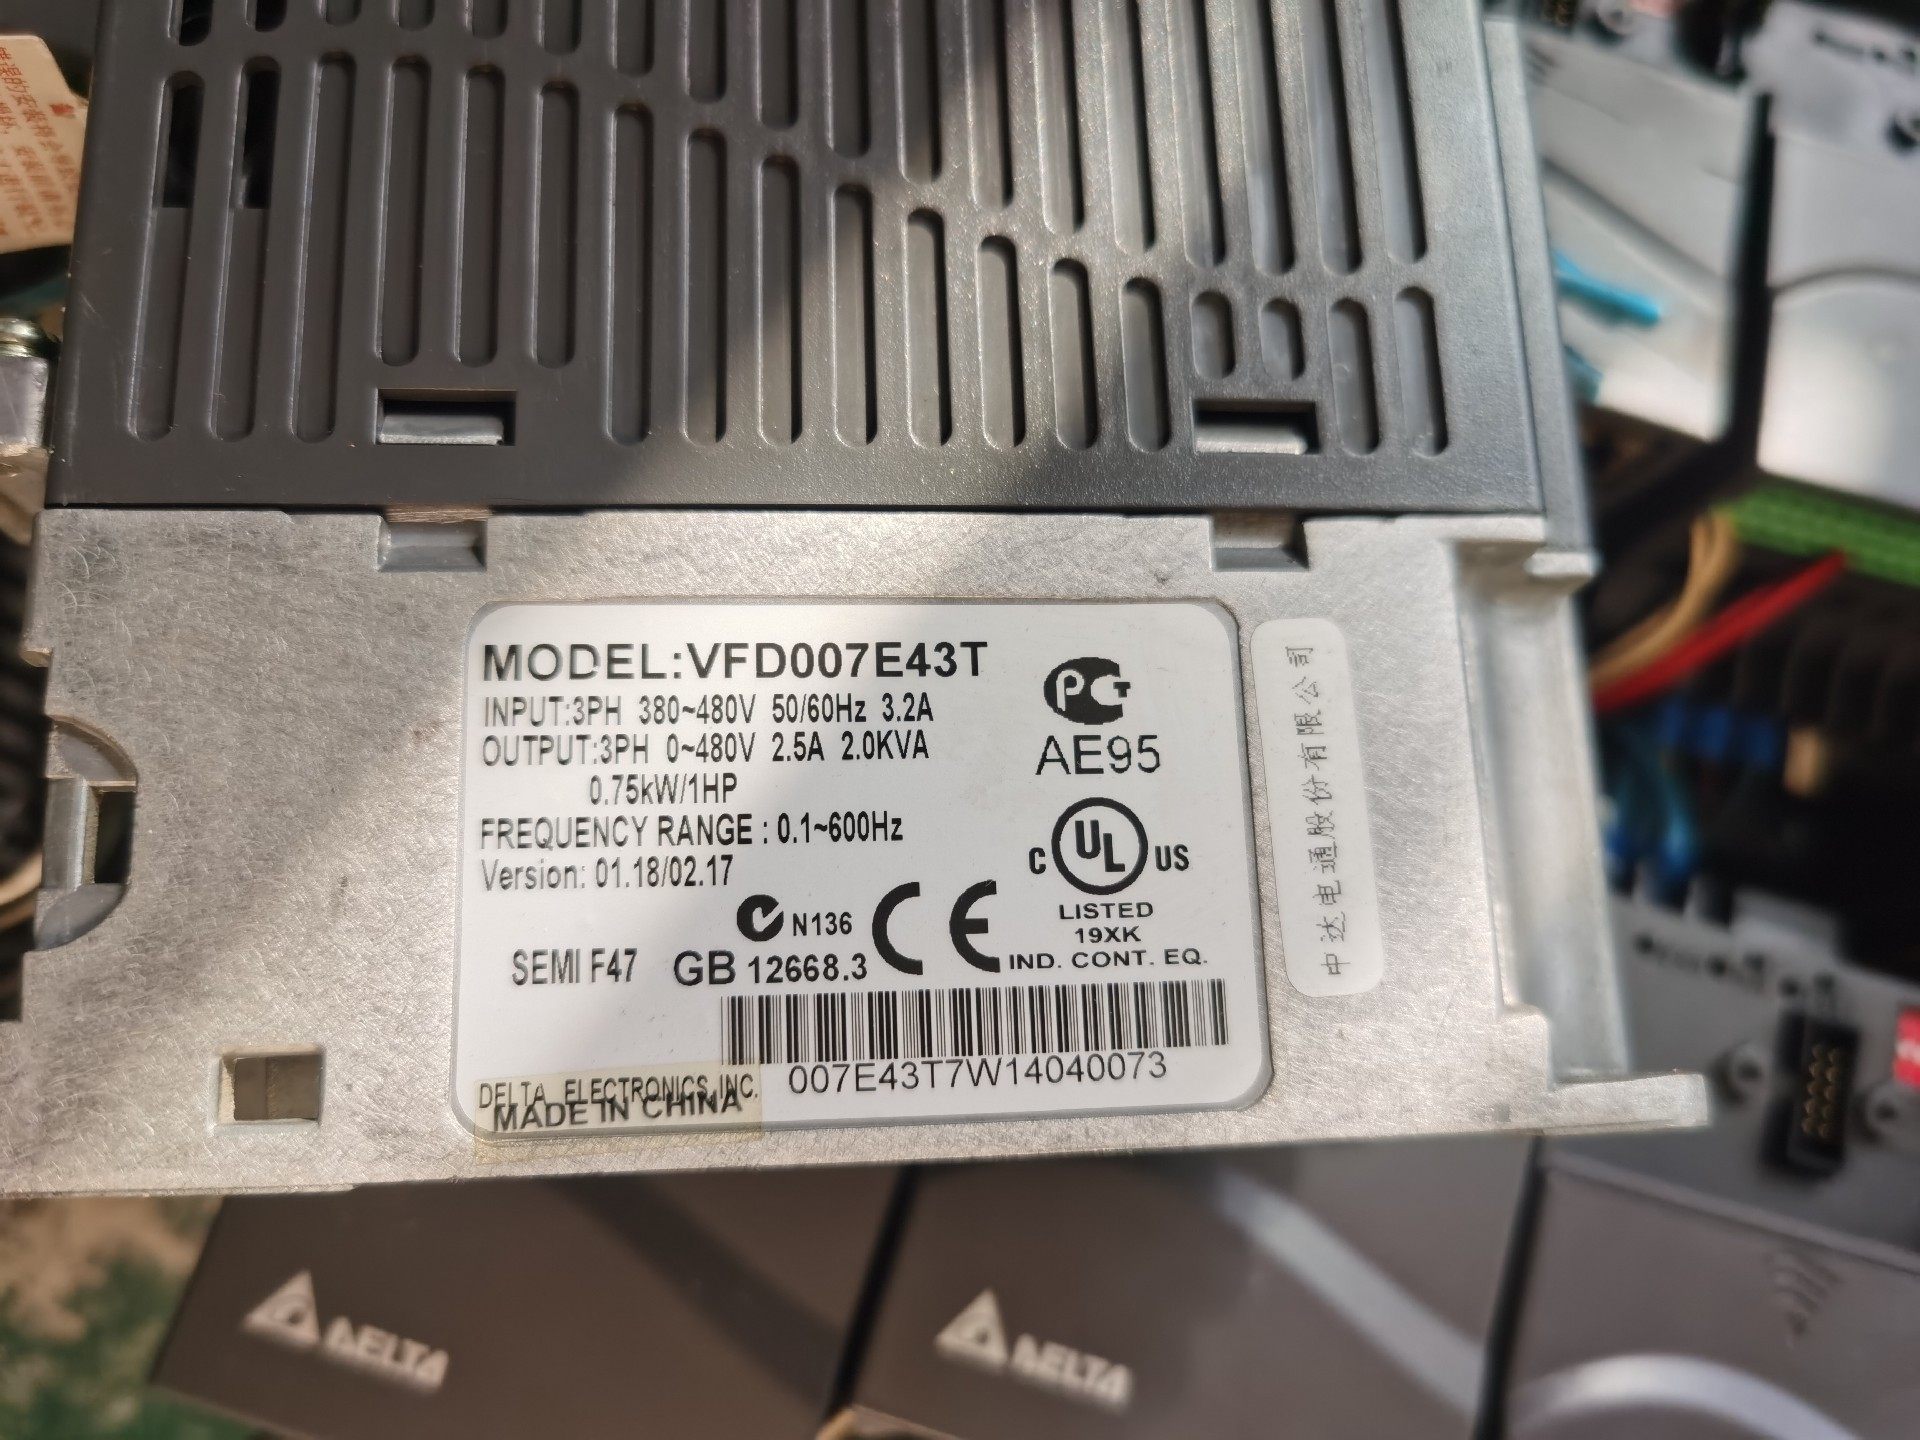 MODEL:VFD007E43T
INPUT:3PH 380~480V 50/60Hz 3.2A
OUTPUT:3PH 0~480V 2.5A 2.0KVA
0.75kW/1HP
FREQUENCY RANGE : 0.1~600Hz
Version: 01.18/02.17
PCT
AE95
C UL US
LISTED
19XK
IND. CONT. EQ.
N136
CE
SEMI F47 GB 12668.3
007E43T7W14040073
DELTA ELECTRONICS,INC.
MADE IN CHINA
中达电通股份有限公司
DELTA
DELTA